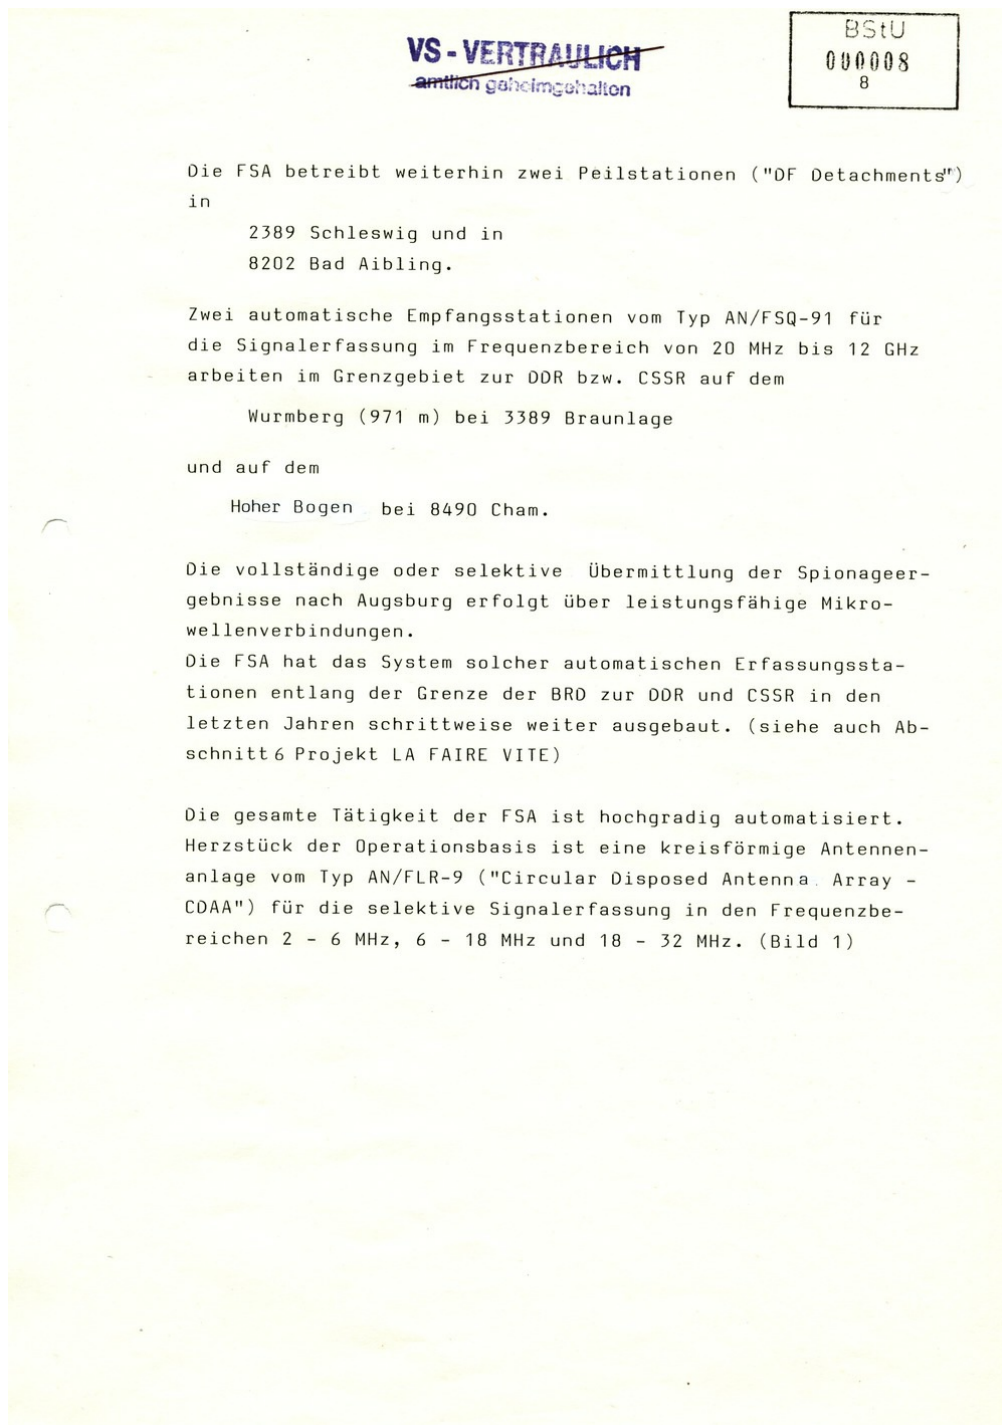 VS-VERTRAULICH
amtlich geheimgehalten
BStU
000008
8
Die FSA betreibt weiterhin zwei Peilstationen ("DF Detachments")
in
2389 Schleswig und in
8202 Bad Aibling.
Zwei automatische Empfangsstationen vom Typ AN/FSQ-91 für
die Signalerfassung im Frequenzbereich von 20 MHz bis 12 GHz
arbeiten im Grenzgebiet zur DDR bzw. CSSR auf dem
Wurmberg (971 m) bei 3389 Braunlage
und auf dem
Hoher Bogen bei 8490 Cham.
Die vollständige oder selektive Übermittlung der Spionageer-
gebnisse nach Augsburg erfolgt über leistungsfähige Mikro-
wellenverbindungen.
Die FSA hat das System solcher automatischen Erfassungssta-
tionen entlang der Grenze der BRD zur DDR und CSSR in den
letzten Jahren schrittweise weiter ausgebaut. (siehe auch Ab-
schnitt 6 Projekt LA FAIRE VITE)
Die gesamte Tätigkeit der FSA ist hochgradig automatisiert.
Herzstück der Operationsbasis ist eine kreisförmige Antennen-
anlage vom Typ AN/FLR-9 ("Circular Disposed Antenna Array -
CDAA") für die selektive Signalerfassung in den Frequenzbe-
reichen 2 - 6 MHz, 6 - 18 MHz und 18 - 32 MHz. (Bild 1)